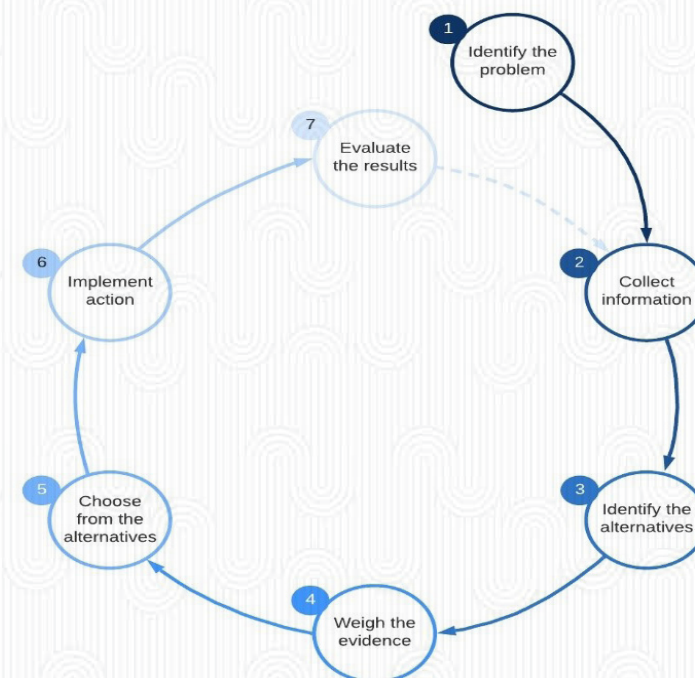 1
Identify the
problem
2
Collect
information
3
Identify the
alternatives
4
Weigh the
evidence
5
Choose
from the
alternatives
6
Implement
action
7
Evaluate
the results